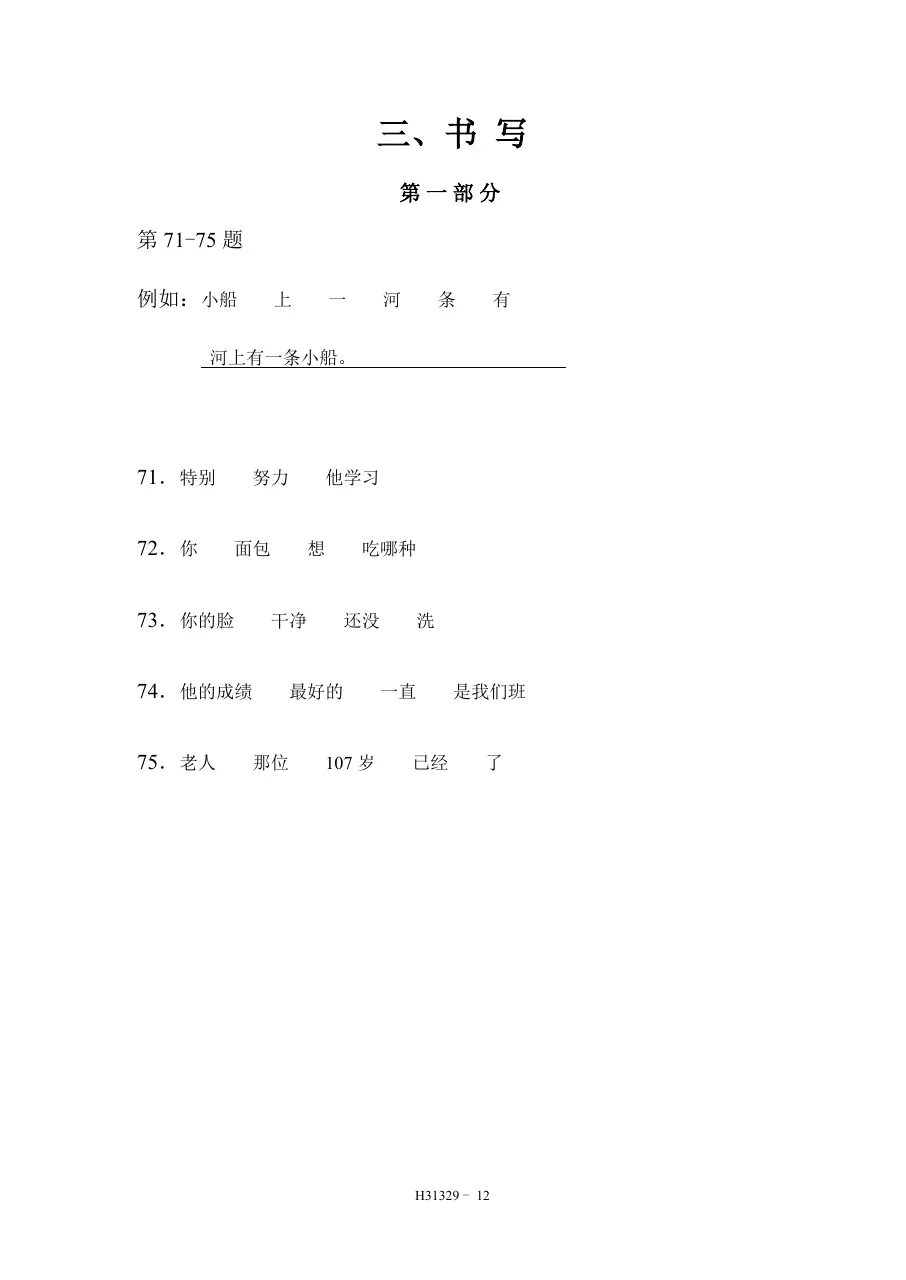 三、书 写
第 一 部 分
第 71-75 题
例如： 小船 上 一 河 条 有
河上有一条小船。
71． 特别 努力 他学习
72． 你 面包 想 吃哪种
73． 你的脸 干净 还没 洗
74． 他的成绩 最好的 一直 是我们班
75． 老人 那位 107 岁 已经 了
H31329﹣ 12